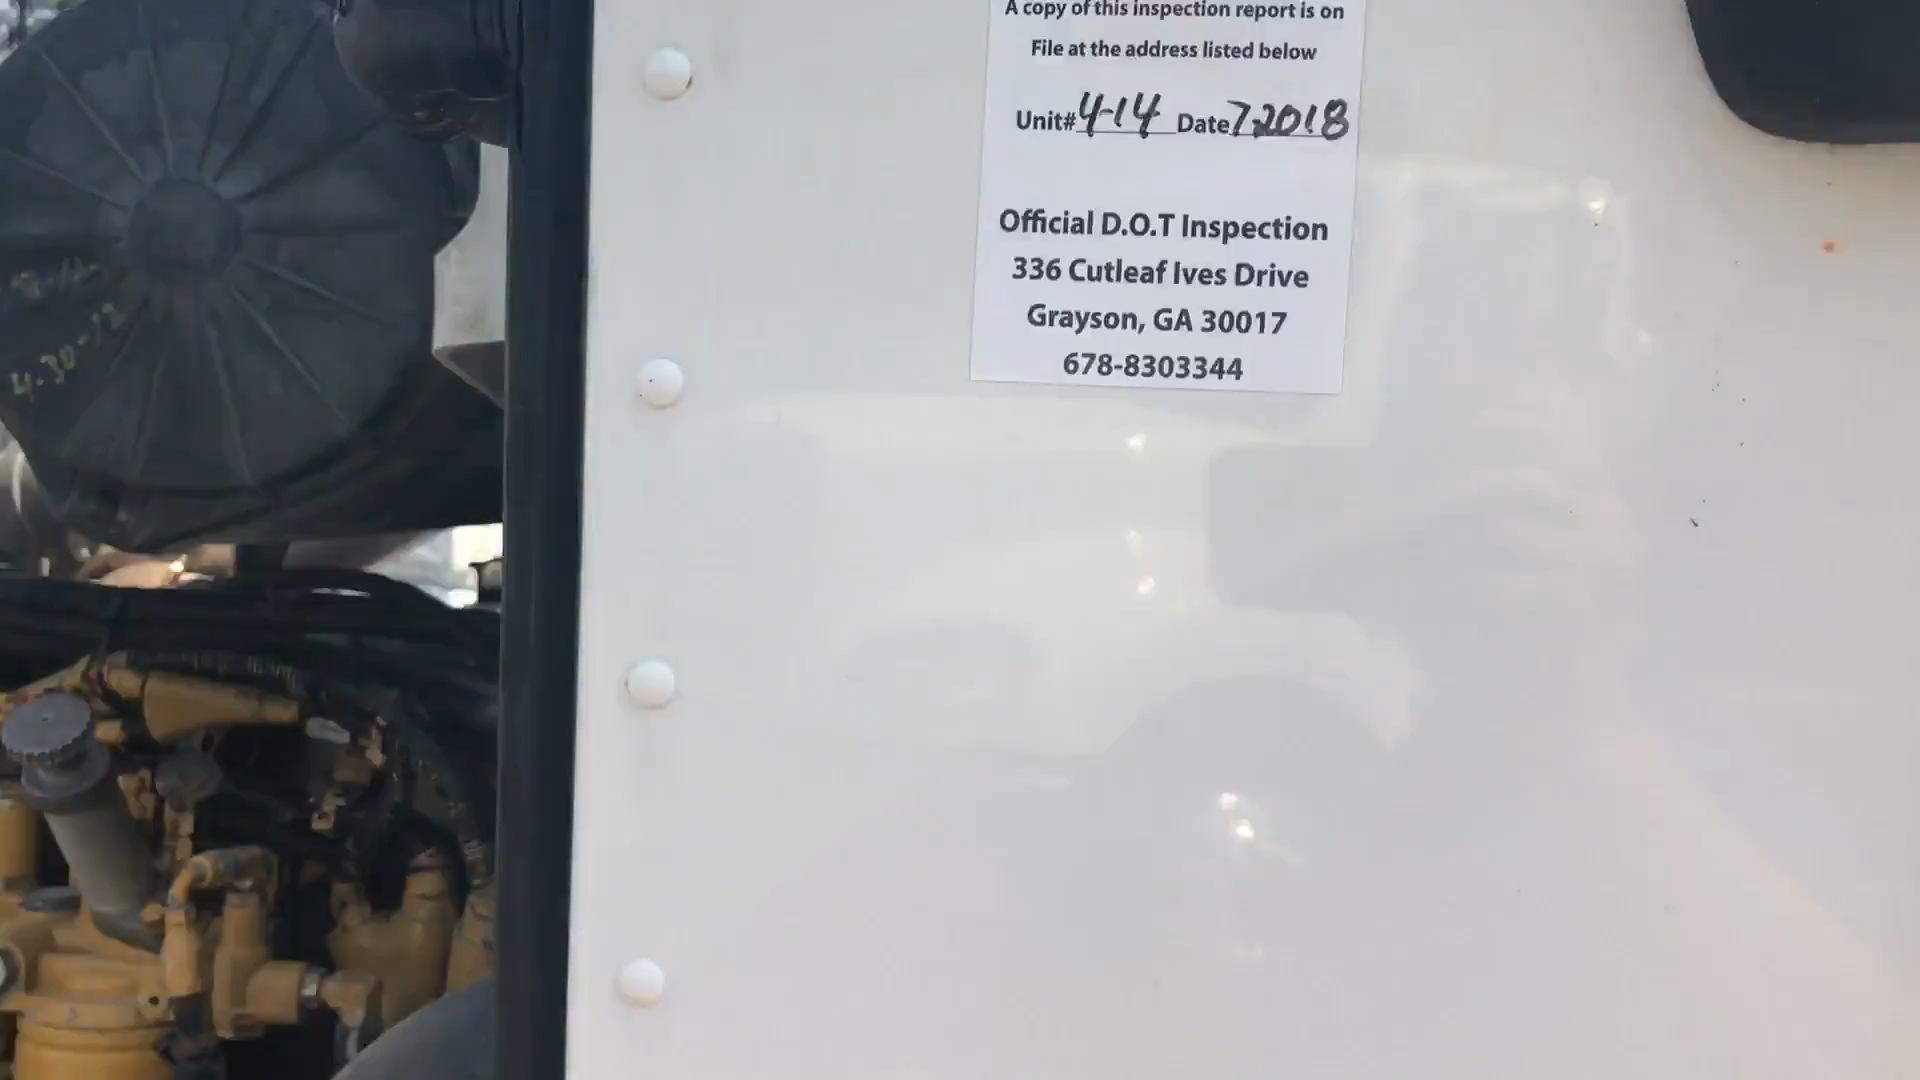 A copy of this inspection report is on
File at the address listed below
Unit# 4-14 Date 7-2018
Official D.O.T Inspection
336 Cutleaf Ives Drive
Grayson, GA 30017
678-8303344
4-30-12